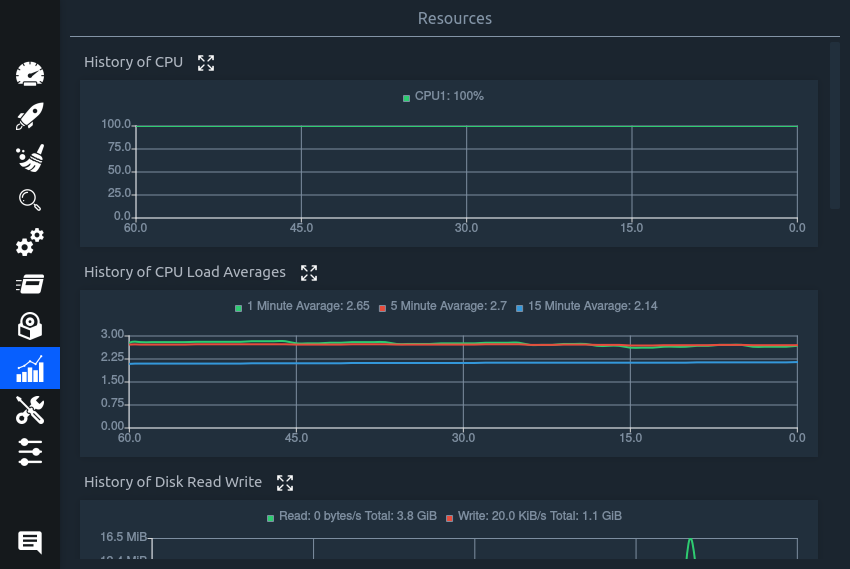 Resources
History of CPU
CPU1: 100%
100.0
75.0
50.0
25.0
0.0
60.0 45.0 30.0 15.0 0.0
History of CPU Load Averages
1 Minute Avarage: 2.65 5 Minute Avarage: 2.7 15 Minute Avarage: 2.14
3.00
2.25
1.50
0.75
0.00
60.0 45.0 30.0 15.0 0.0
History of Disk Read Write
Read: 0 bytes/s Total: 3.8 GiB Write: 20.0 KiB/s Total: 1.1 GiB
16.5 MiB